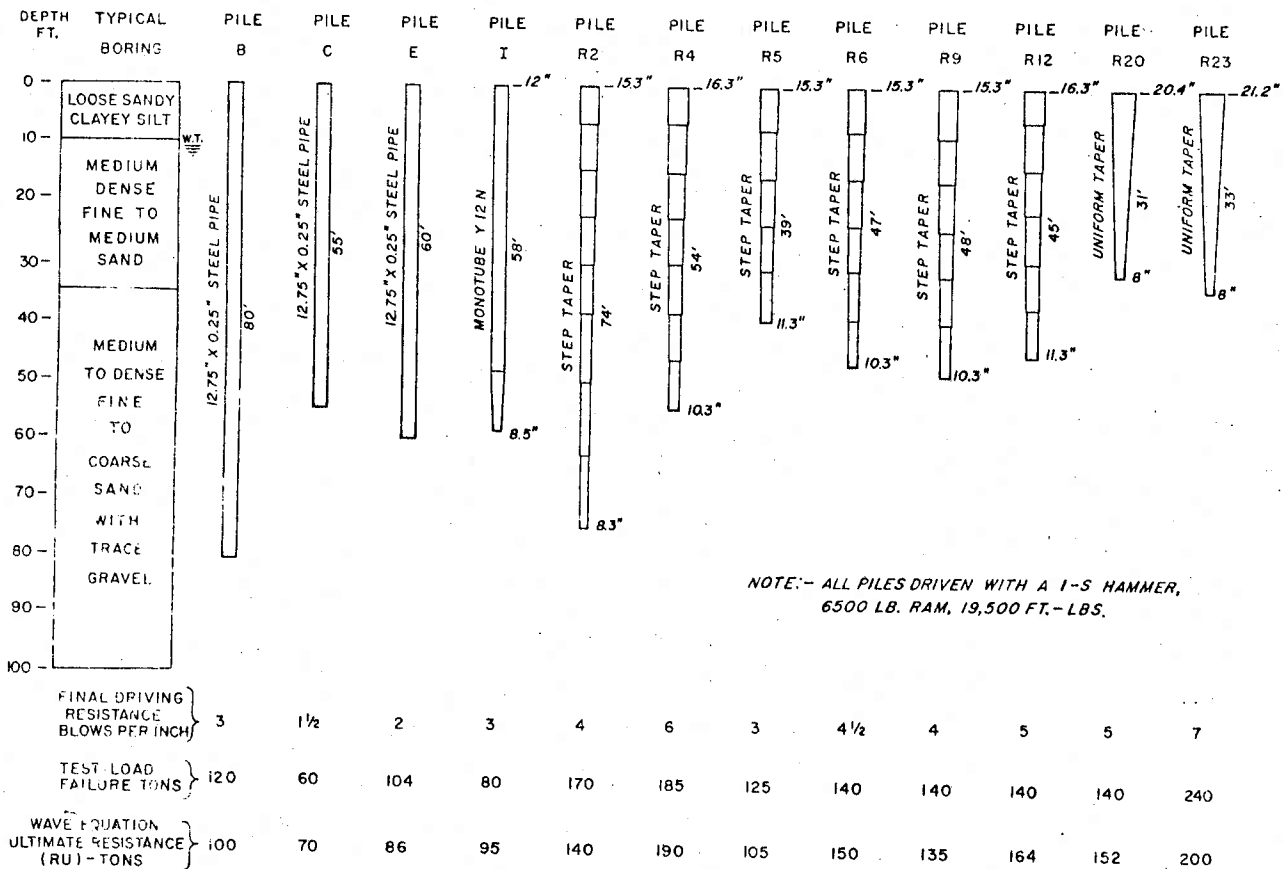 DEPTH FT. TYPICAL BORING
PILE B PILE C PILE E PILE I PILE R2 PILE R4 PILE R5 PILE R6 PILE R9 PILE R12 PILE R20 PILE R23
0
10
20
30
40
50
60
70
80
90
100
LOOSE SANDY
CLAYEY SILT
W.T.
MEDIUM
DENSE
FINE TO
MEDIUM
SAND
MEDIUM
TO DENSE
FINE
TO
COARSE
SAND
WITH
TRACE
GRAVEL
12.75" X 0.25" STEEL PIPE
80'
12.75" X 0.25" STEEL PIPE
55'
12.75" X 0.25" STEEL PIPE
60'
12"
MONOTUBE Y 12 N
58'
8.5"
15.3"
STEP TAPER
74'
8.3"
16.3"
STEP TAPER
54'
10.3"
15.3"
STEP TAPER
39'
11.3"
15.3"
STEP TAPER
47'
10.3"
15.3"
STEP TAPER
48'
10.3"
16.3"
STEP TAPER
45'
11.3"
20.4"
UNIFORM TAPER
31'
8"
21.2"
UNIFORM TAPER
33'
8"
NOTE:- ALL PILES DRIVEN WITH A 1-S HAMMER,
6500 LB. RAM, 19,500 FT.-LBS.
FINAL DRIVING
RESISTANCE
BLOWS PER INCH
3 1½ 2 3 4 6 3 4½ 4 5 5 7
TEST LOAD
FAILURE TONS
120 60 104 80 170 185 125 140 140 140 140 240
WAVE EQUATION
ULTIMATE RESISTANCE
(RU)-TONS
100 70 86 95 140 190 105 150 135 164 152 200